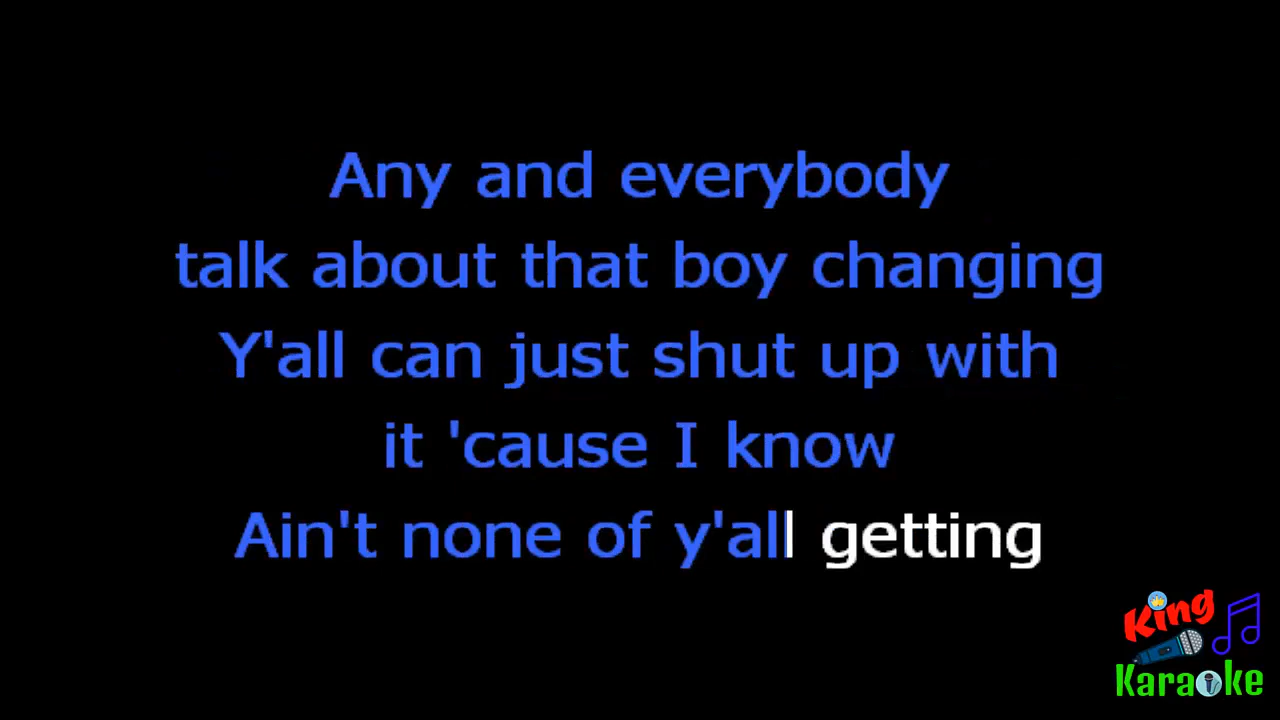 Any and everybody
talk about that boy changing
Y'all can just shut up with
it 'cause I know
Ain't none of y'all getting
King
Karaoke